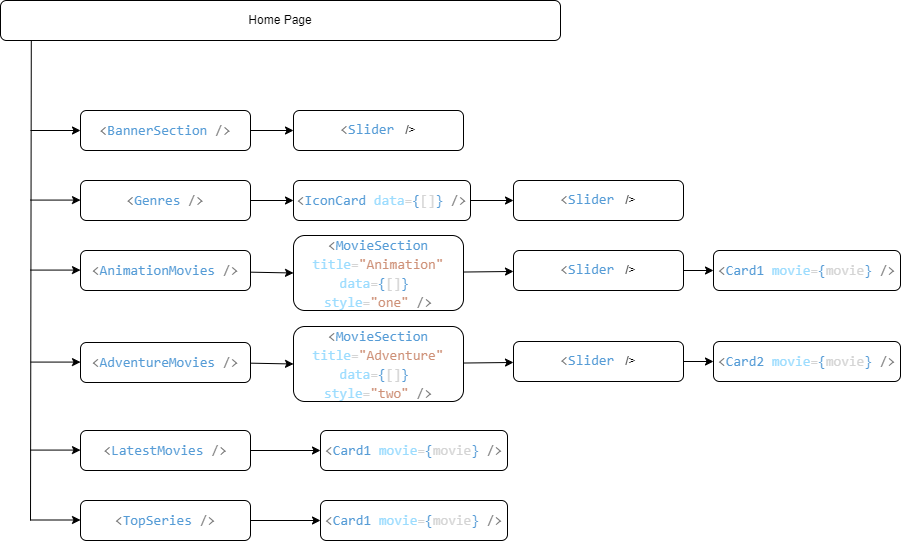 Home Page
<BannerSection />
<Slider />
<Genres />
<IconCard data={[]} />
<Slider />
<AnimationMovies />
<MovieSection
title="Animation"
data={[]}
style="one" />
<Slider />
<Card1 movie={movie} />
<AdventureMovies />
<MovieSection
title="Adventure"
data={[]}
style="two" />
<Slider />
<Card2 movie={movie} />
<LatestMovies />
<Card1 movie={movie} />
<TopSeries />
<Card1 movie={movie} />